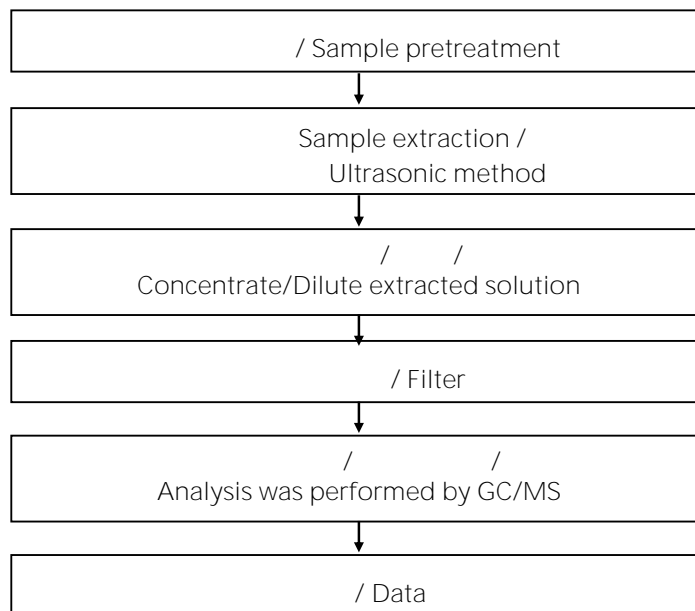 / Sample pretreatment
Sample extraction /
Ultrasonic method
/ /
Concentrate/Dilute extracted solution
/ Filter
/ /
Analysis was performed by GC/MS
/ Data